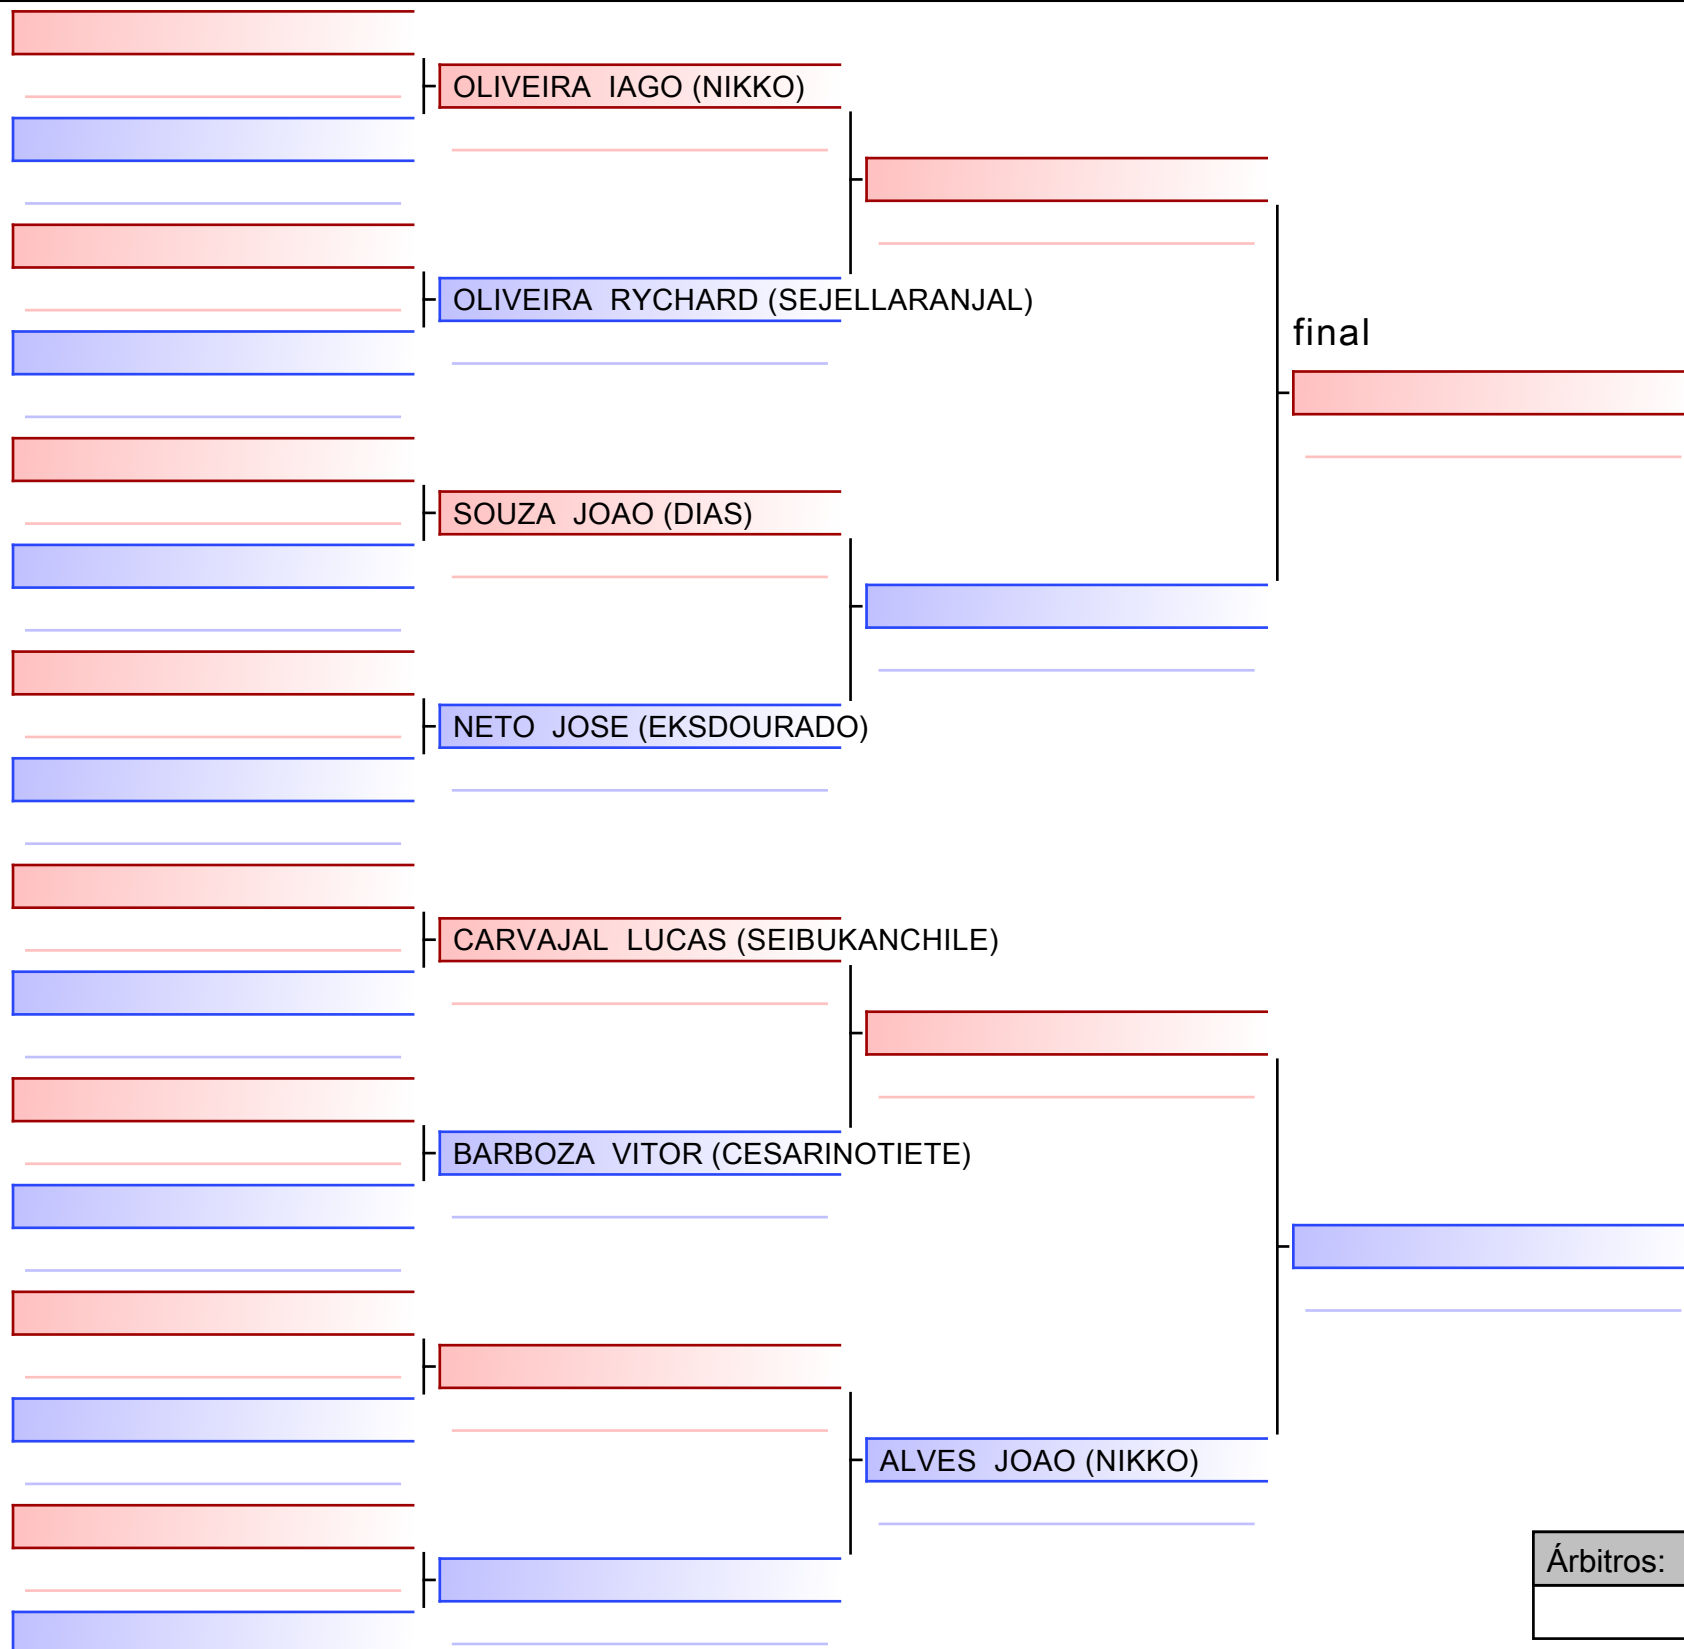 OLIVEIRA  IAGO (NIKKO)
OLIVEIRA  RYCHARD (SEJELLARANJAL)
final
SOUZA  JOAO (DIAS)
NETO  JOSE (EKSDOURADO)
CARVAJAL  LUCAS (SEIBUKANCHILE)
BARBOZA  VITOR (CESARINOTIETE)
ALVES  JOAO (NIKKO)
Árbitros: